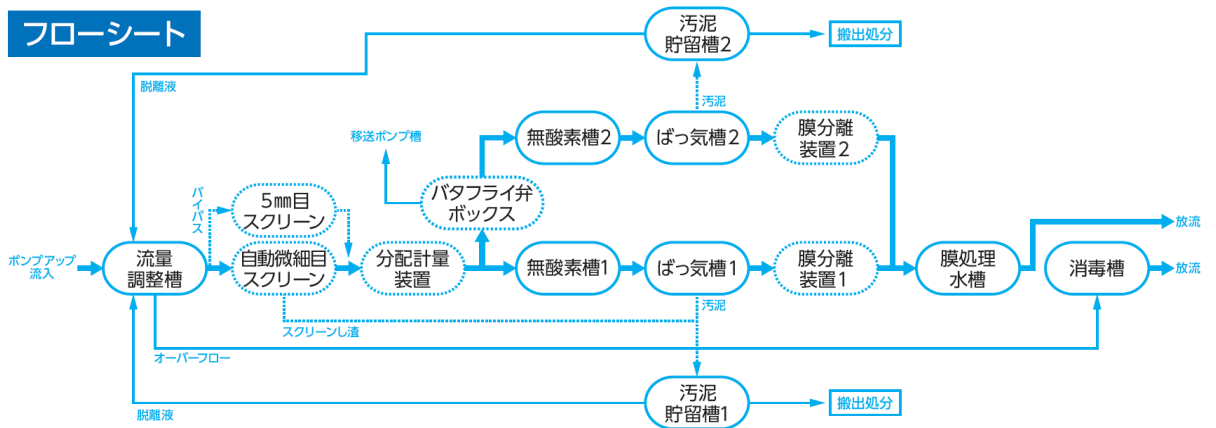 フローシート
汚泥
貯留槽2
搬出処分
脱離液
汚泥
移送ポンプ槽
無酸素槽2
ばっ気槽2
膜分離
装置2
バイパス
5㎜目
スクリーン
バタフライ弁
ボックス
放流
ポンプアップ
流入
流量
調整槽
自動微細目
スクリーン
分配計量
装置
無酸素槽1
ばっ気槽1
膜分離
装置1
膜処理
水槽
消毒槽
放流
汚泥
スクリーンし渣
オーバーフロー
脱離液
汚泥
貯留槽1
搬出処分